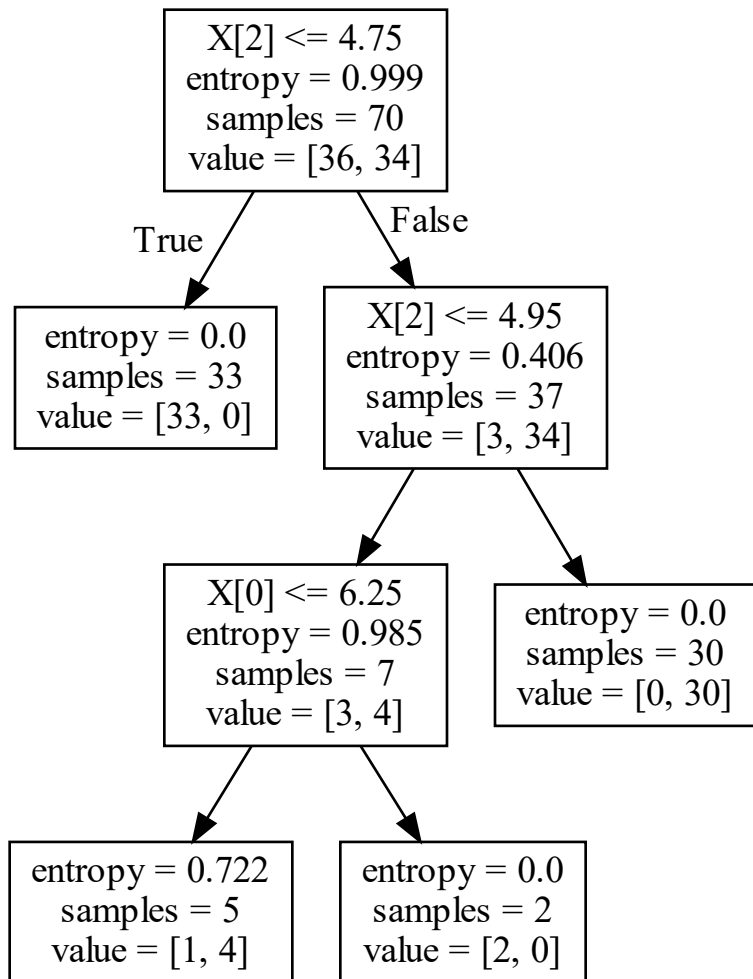 X[2] <= 4.75
entropy = 0.999
samples = 70
value = [36, 34]
True
False
entropy = 0.0
samples = 33
value = [33, 0]
X[2] <= 4.95
entropy = 0.406
samples = 37
value = [3, 34]
X[0] <= 6.25
entropy = 0.985
samples = 7
value = [3, 4]
entropy = 0.0
samples = 30
value = [0, 30]
entropy = 0.722
samples = 5
value = [1, 4]
entropy = 0.0
samples = 2
value = [2, 0]